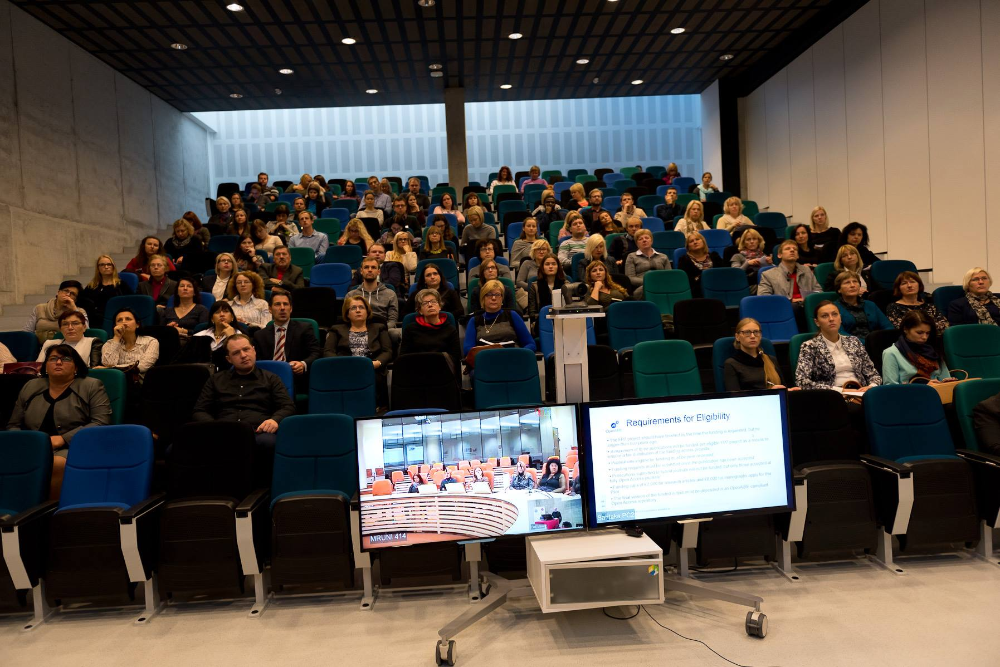 MRUNI 414
Self View
OpenAIRE
Requirements for Eligibility
• The FP7 project should have finished by the time the funding is requested, but no
longer than two years ago.
• A maximum of three publications will be funded per eligible FP7 project as a means to
ensure a fair distribution of the funding across projects.
• Publications eligible for funding must be peer reviewed.
• Funding requests must be submitted once the publication has been accepted.
• Publications submitted to hybrid journals will not be funded, but only those accepted at
fully Open Access journals.
• Funding caps of €2,000 for research articles and €6,000 for monographs apply for this
Pilot.
• The final version of the funded output must be deposited in an OpenAIRE-compliant
Open Access repository.
Santaka PC2